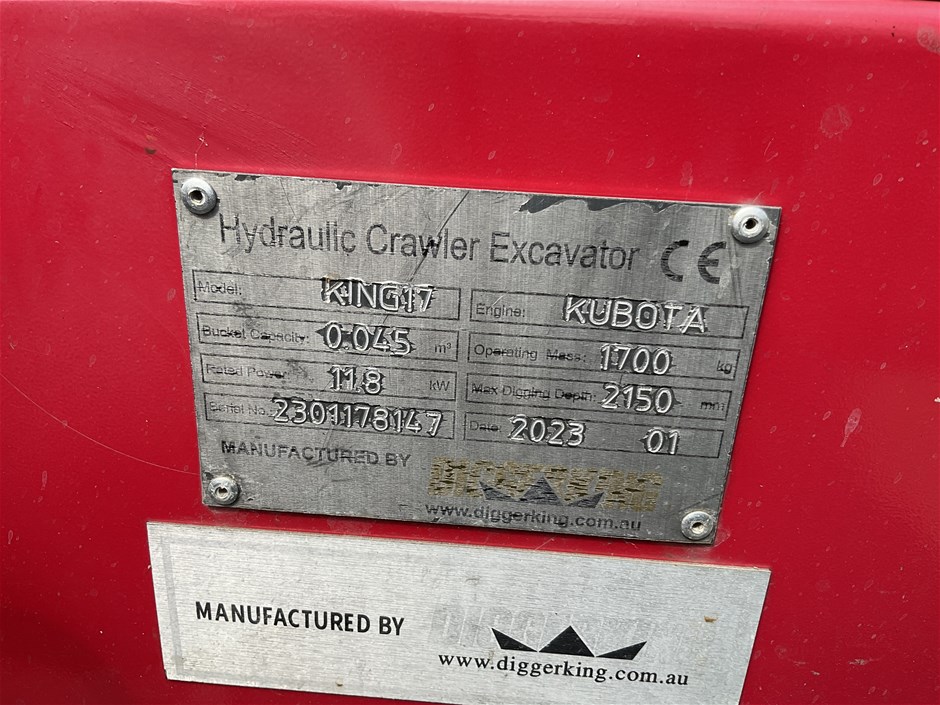 Hydraulic Crawler Excavator CE
Model: KING17 Engine: KUBOTA
Bucket Capacity: 0.045 m³ Operating Mass: 1700 kg
Rated Power: 11.8 kW Max Digging Depth: 2150 mm
Serial No.: 2301178147 Date: 2023 01
MANUFACTURED BY
www.diggerking.com.au
MANUFACTURED BY
www.diggerking.com.au